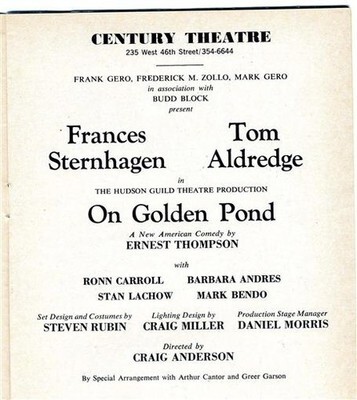 CENTURY THEATRE
235 West 46th Street/354-6644
FRANK GERO, FREDERICK M. ZOLLO, MARK GERO
in association with
BUDD BLOCK
present
Frances Tom
Sternhagen Aldredge
in
THE HUDSON GUILD THEATRE PRODUCTION
On Golden Pond
A New American Comedy by
ERNEST THOMPSON
with
RONN CARROLL BARBARA ANDRES
STAN LACHOW MARK BENDO
Set Design and Costumes by Lighting Design by Production Stage Manager
STEVEN RUBIN CRAIG MILLER DANIEL MORRIS
Directed by
CRAIG ANDERSON
By Special Arrangement with Arthur Cantor and Greer Garson